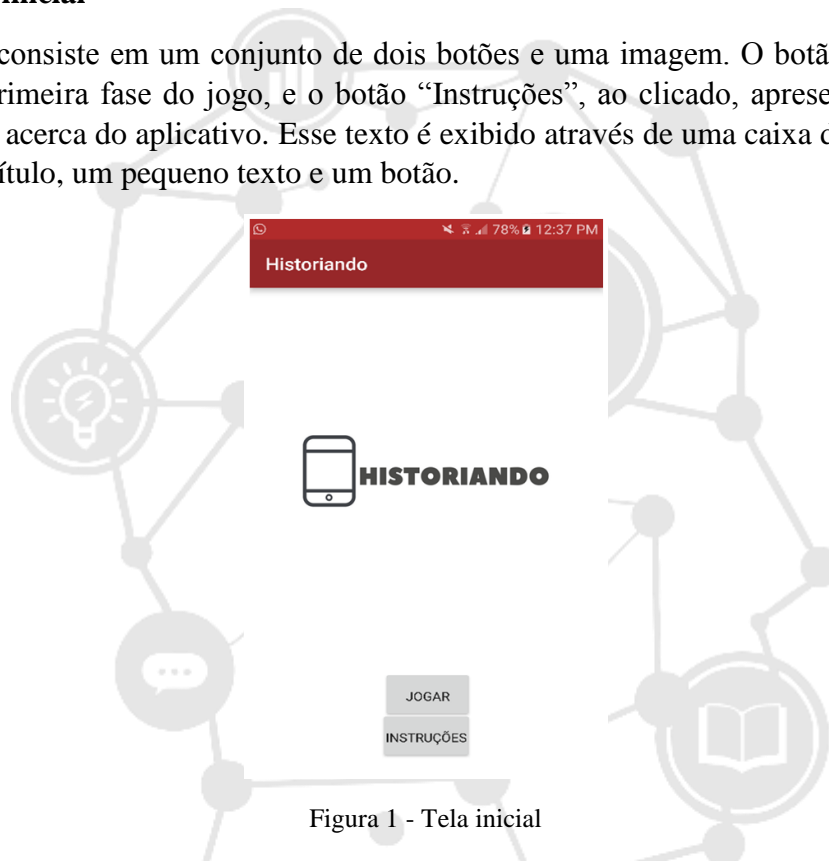 consiste em um conjunto de dois botões e uma imagem. O botã
rimeira fase do jogo, e o botão “Instruções”, ao clicado, aprese
acerca do aplicativo. Esse texto é exibido através de uma caixa d
ítulo, um pequeno texto e um botão.
78% 12:37 PM
Historiando
HISTORIANDO
JOGAR
INSTRUÇÕES
Figura 1 - Tela inicial